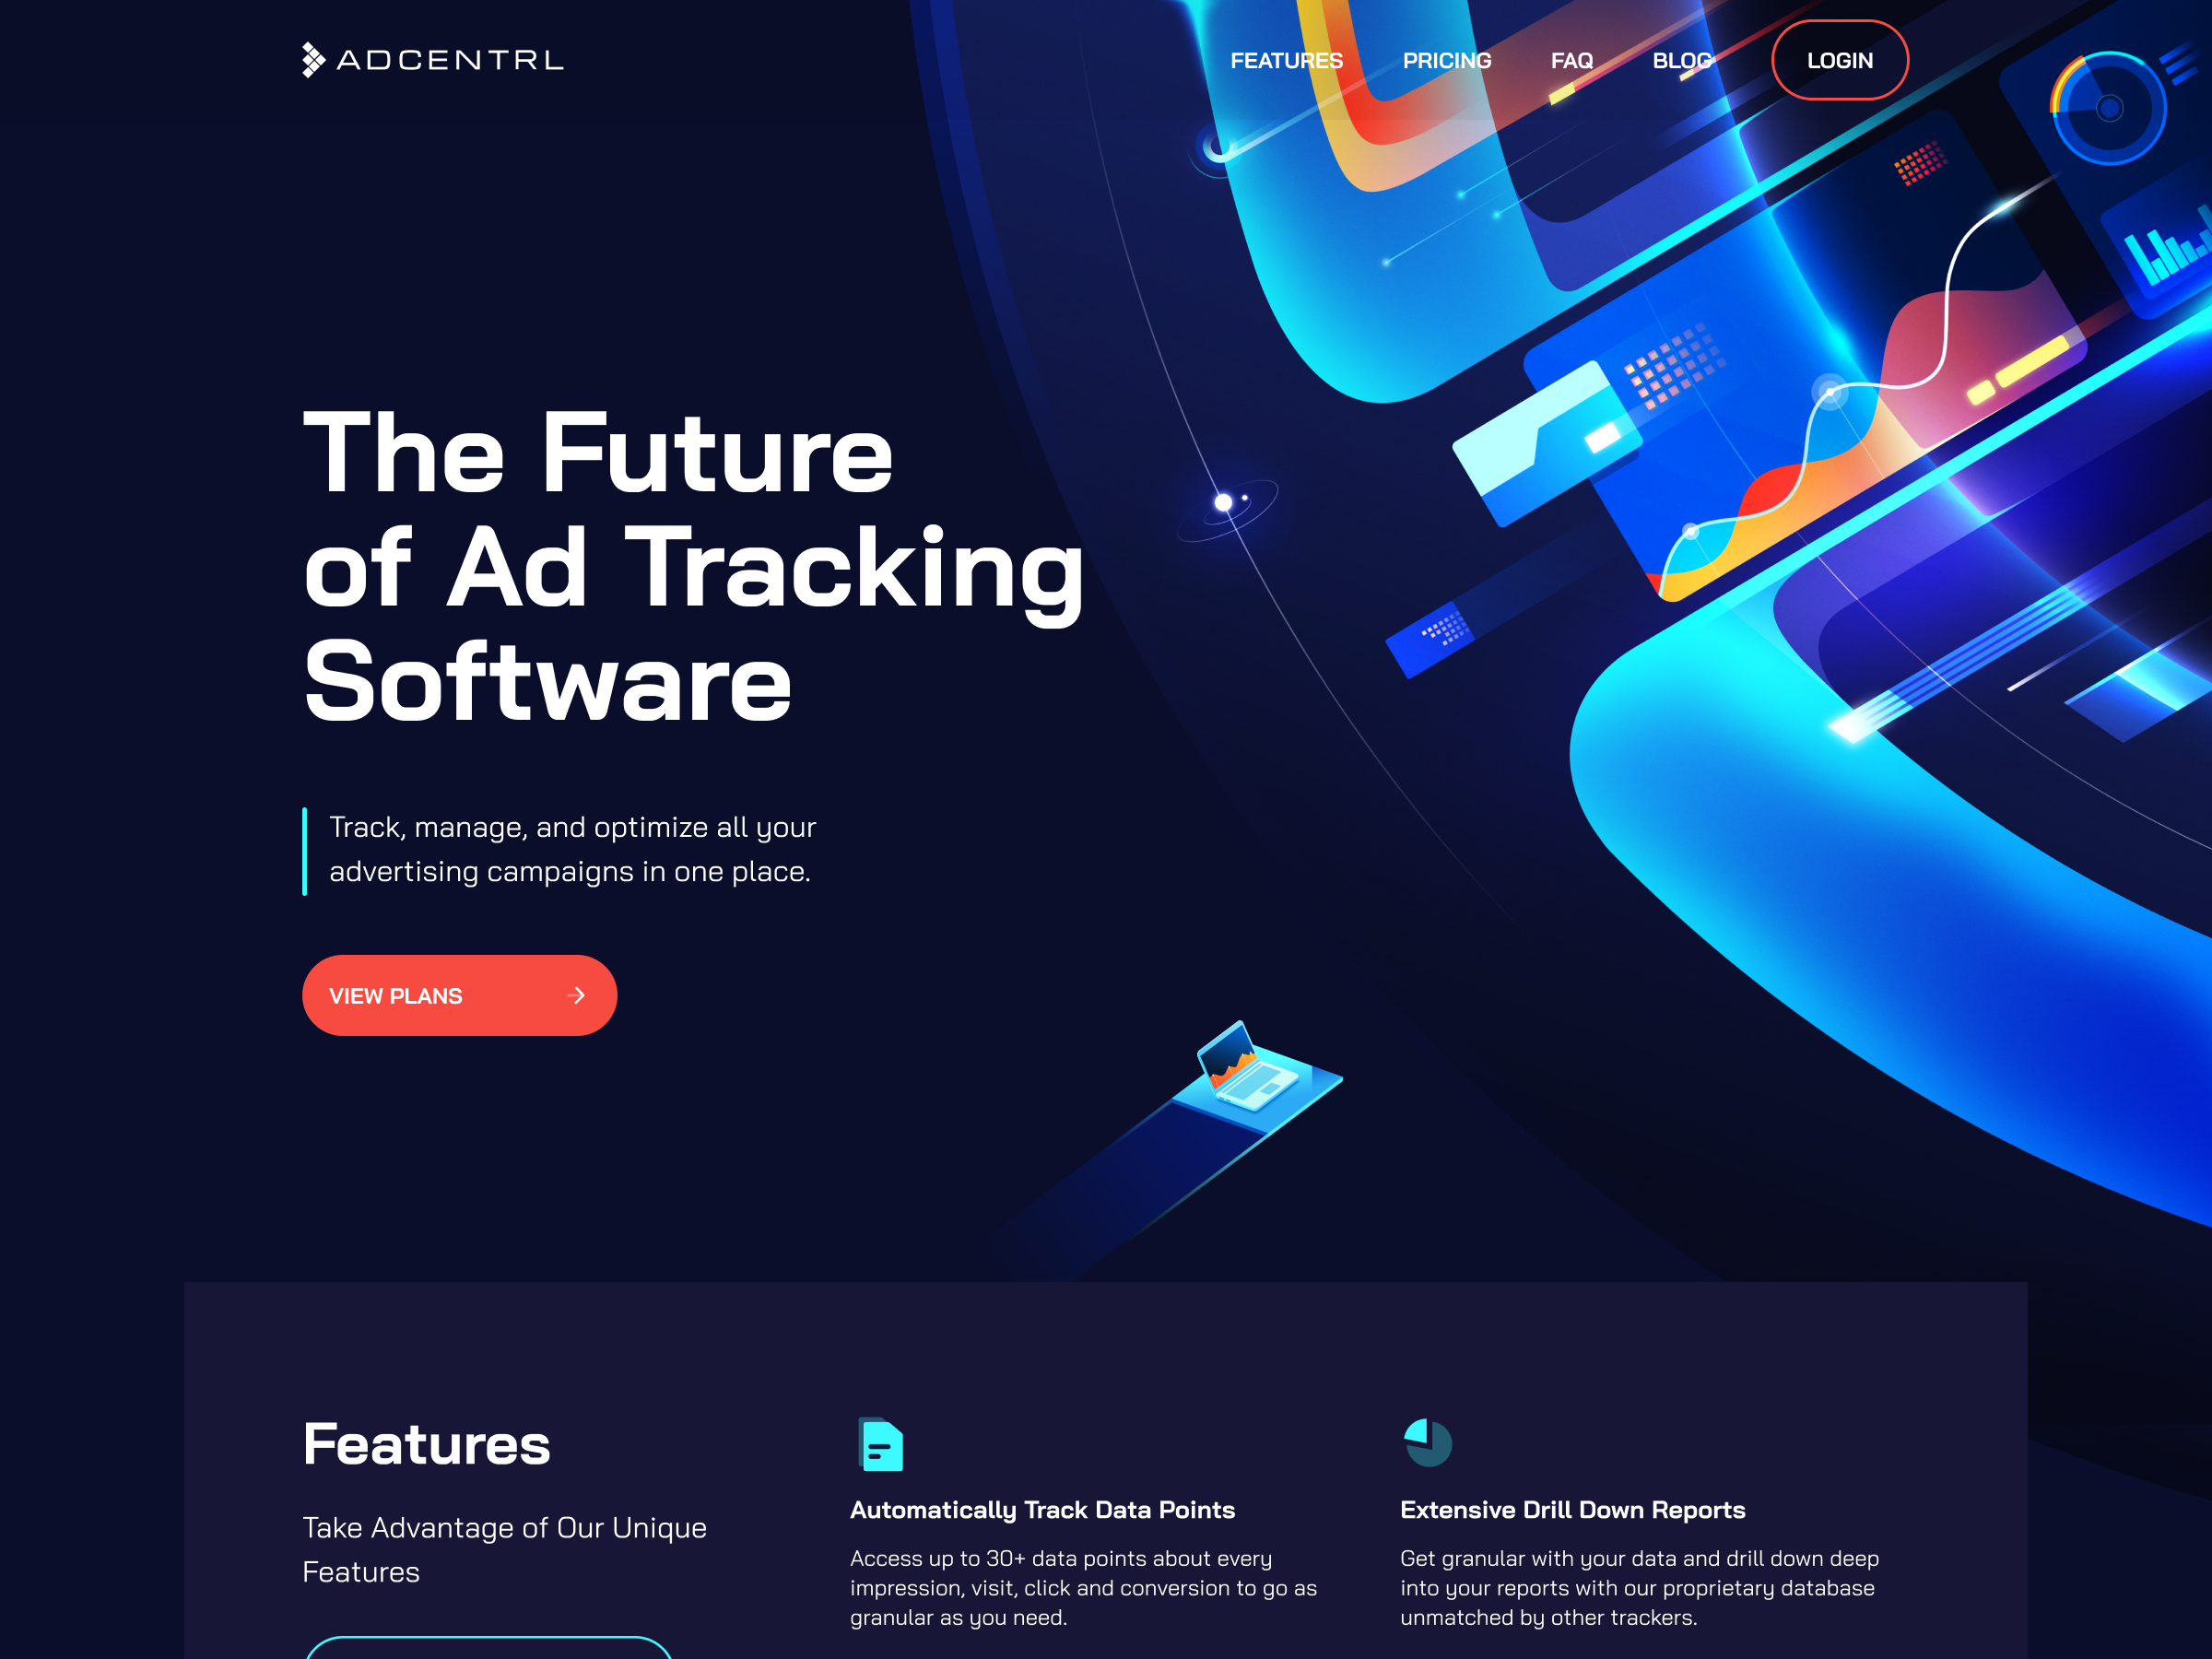 ADCENTRL
FEATURES
PRICING
FAQ
BLOG
LOGIN
The Future
of Ad Tracking
Software
Track, manage, and optimize all your
advertising campaigns in one place.
VIEW PLANS
Features
Take Advantage of Our Unique
Features
Automatically Track Data Points
Access up to 30+ data points about every
impression, visit, click and conversion to go as
granular as you need.
Extensive Drill Down Reports
Get granular with your data and drill down deep
into your reports with our proprietary database
unmatched by other trackers.